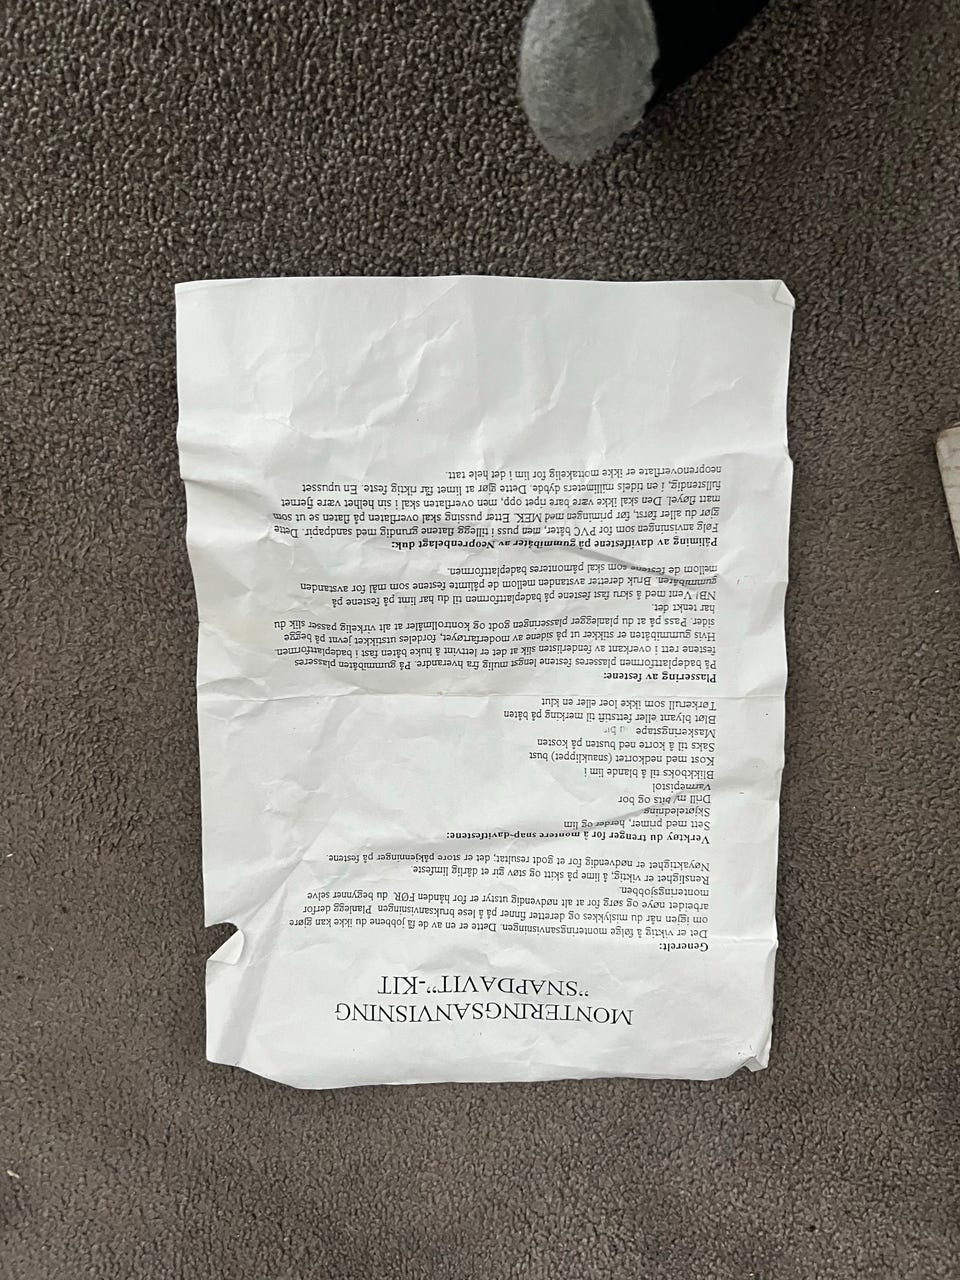 MONTERINGSANVISNING
”SNAPDAVIT”-KIT
Generelt:
Det er viktig å følge monteringsanvisningen. Dette er en av de få jobbene du ikke kan gjøre
om igjen når du mislykkes og deretter finner på å lese bruksanvisningen. Planlegg derfor
arbeidet nøye og sørg for at alt nødvendig utstyr er for hånden FØR du begynner selve
monteringsjobben.
Renslighet er viktig, å lime på skitt og støv gir et dårlig limfeste.
Nøyaktighet er nødvendig for et godt resultat; det er store påkjenninger på festene.
Verktøy du trenger for å montere snap-davitfestene:
Sett med primer, herder og lim
Skjøteledning
Drill m/ bits og bor
Varmepistol
Blikkboks til å blande lim i
Kost med nedkortet (snauklippet) bust
Saks til å korte ned busten på kosten
Maskeringstape
Bløt blyant eller fettstift til merking på båten
Tørkerull som ikke loer eller en klut
Plassering av festene:
På badeplattformen plasseres festene lengst mulig fra hverandre. På gummibåten plasseres
festene rett i overkant av fenderlisten slik at det er lettvint å huke båten fast i badeplattformen.
Hvis gummibåten er stikker ut på sidene av moderfartøyet, fordeles utstikket jevnt på begge
sider. Pass på at du planlegger plasseringen godt og kontrollmåler at alt virkelig passer slik du
har tenkt det.
NB! Vent med å skru fast festene på badeplattformen til du har limt på festene på
gummibåten. Bruk deretter avstanden mellom de pålimte festene som mål for avstanden
mellom de festene som skal påmonteres badeplattformen.
Pålming av davitfestene på gummibåter av Neoprenbelagt duk:
Følg anvisningen som for PVC båter, men puss i tillegg flatene grundig med sandpapir. Dette
gjør du aller først, før primingen med MEK. Etter pussing skal overflaten på flaten se ut som
matt fløyel. Den skal ikke være bare ripet opp, men overflaten skal i sin helhet være fjernet
fullstendig, i en tidels millimeters dybde. Dette gjør at limet får riktig feste. En upusset
neoprenoverflate er ikke mottakelig for lim i det hele tatt.